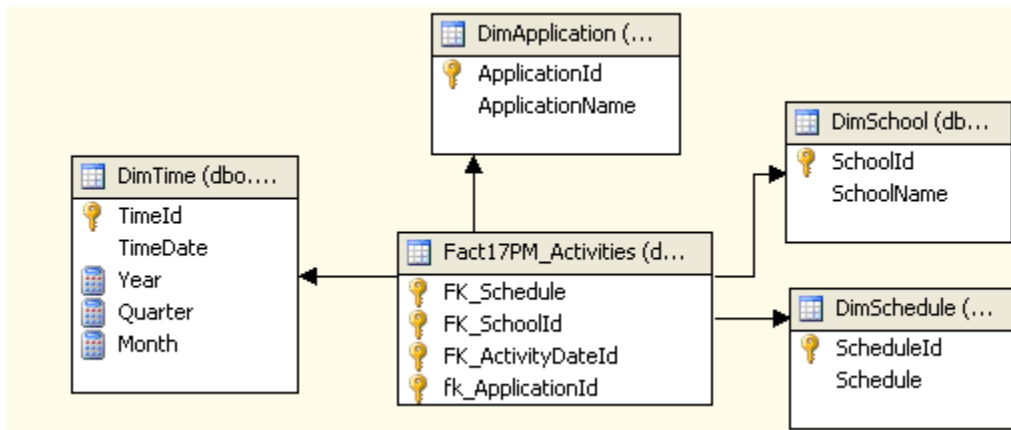 DimApplication (...
ApplicationId
ApplicationName
DimSchool (db...
SchoolId
SchoolName
DimTime (dbo....
TimeId
TimeDate
Year
Quarter
Month
Fact17PM_Activities (d...
FK_Schedule
FK_SchoolId
FK_ActivityDateId
fk_ApplicationId
DimSchedule (...
ScheduleId
Schedule